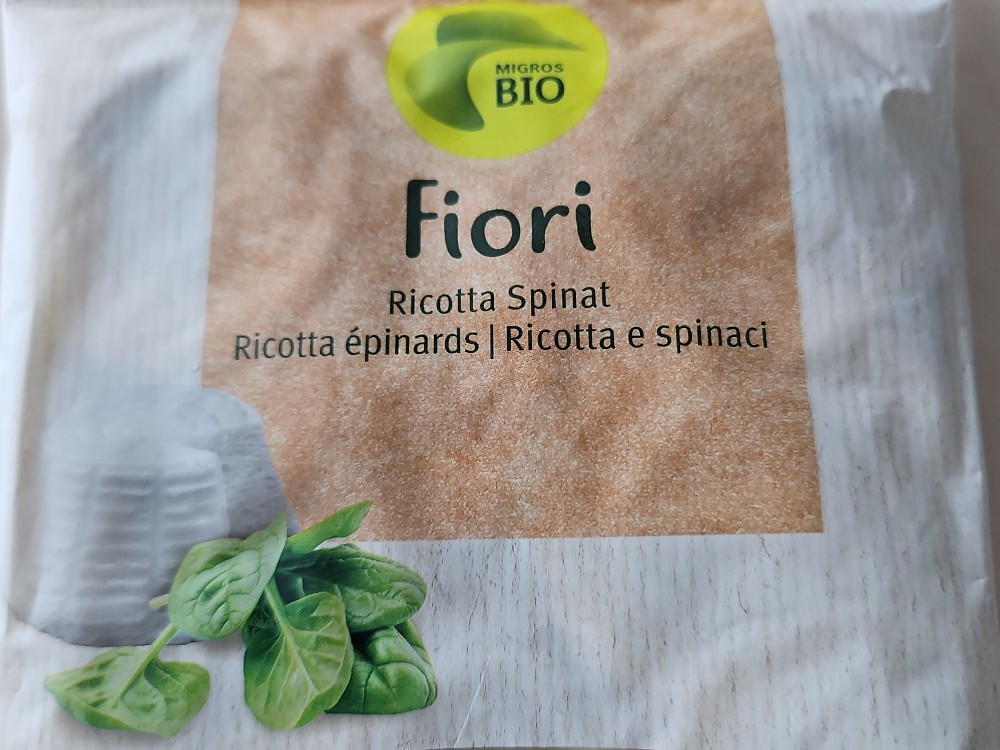 MIGROS
BIO
Fiori
Ricotta Spinat
Ricotta épinards | Ricotta e spinaci